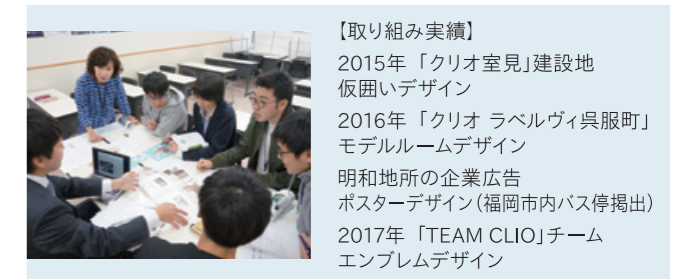 【取り組み実績】
2015年「クリオ室見」建設地
仮囲いデザイン
2016年「クリオ ラベルヴィ呉服町」
モデルルームデザイン
明和地所の企業広告
ポスターデザイン（福岡市内バス停掲出）
2017年「TEAM CLIO」チーム
エンブレムデザイン